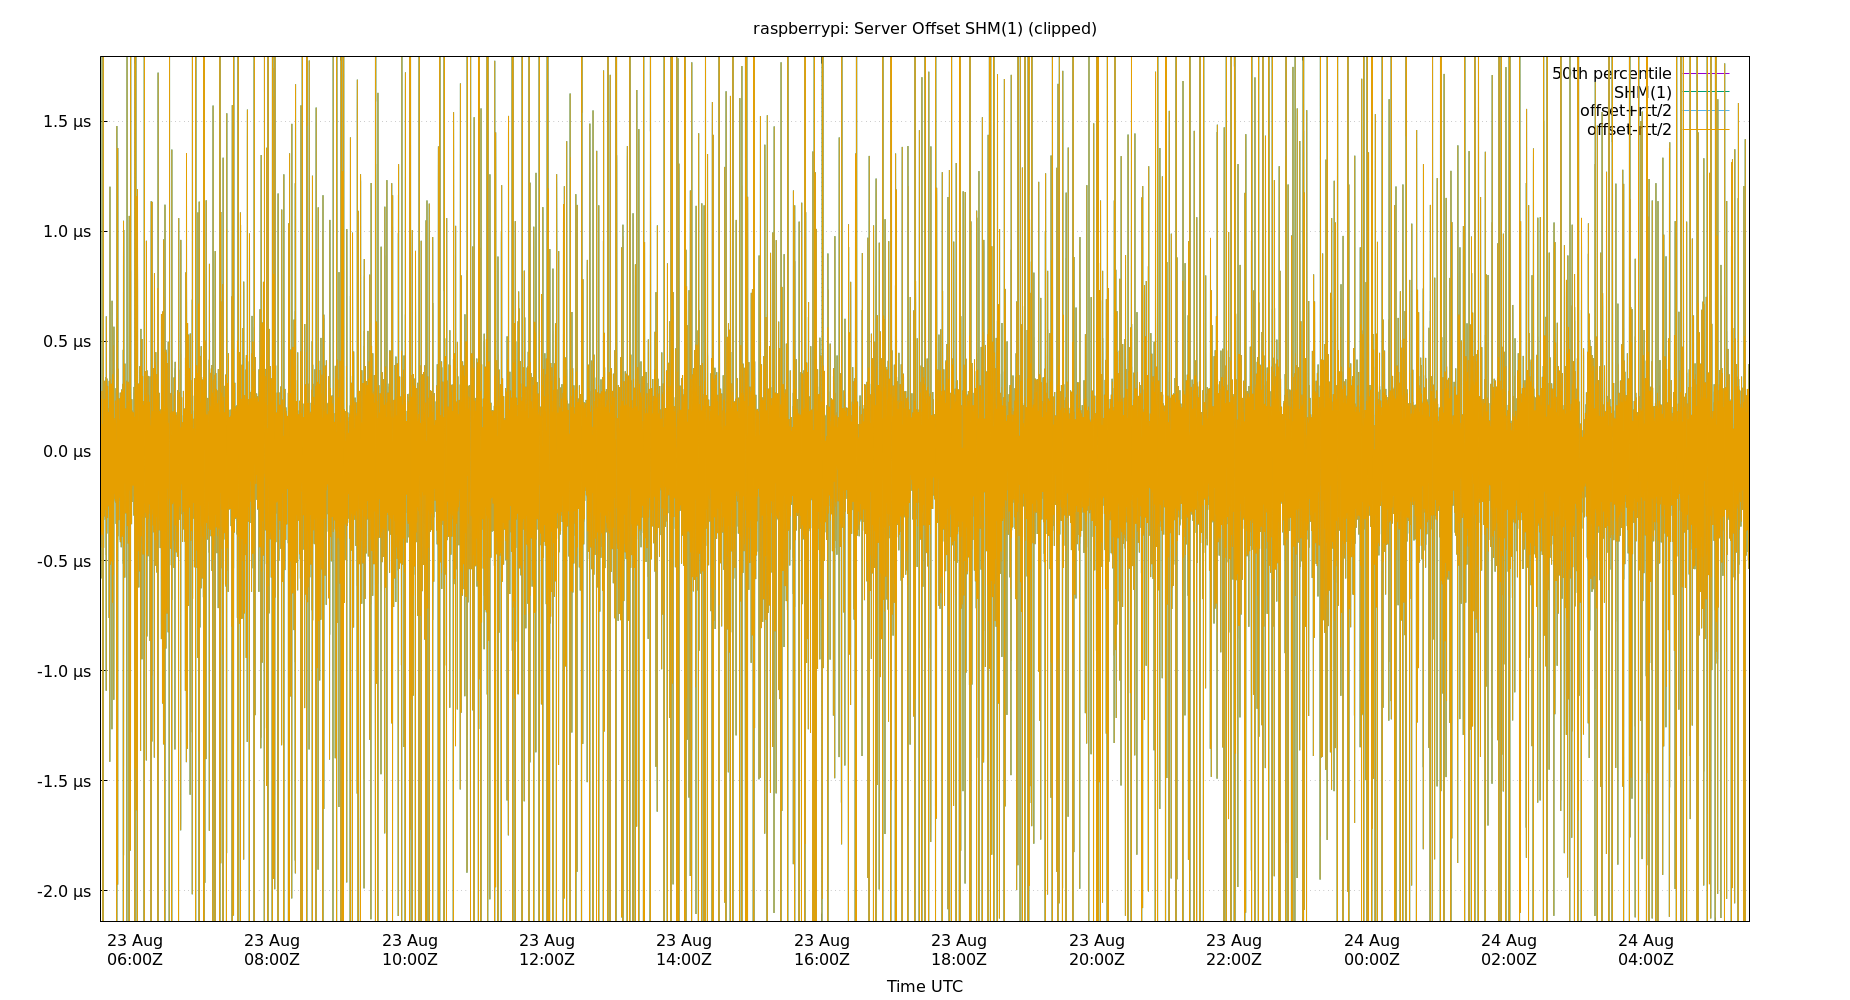 raspberrypi: Server Offset SHM(1) (clipped)
50th percentile
SHM(1)
offset+rtt/2
offset-rtt/2
1.5 µs
1.0 µs
0.5 µs
0.0 µs
-0.5 µs
-1.0 µs
-1.5 µs
-2.0 µs
23 Aug 23 Aug 23 Aug 23 Aug 23 Aug 23 Aug 23 Aug 23 Aug 23 Aug 24 Aug 24 Aug 24 Aug
06:00Z 08:00Z 10:00Z 12:00Z 14:00Z 16:00Z 18:00Z 20:00Z 22:00Z 00:00Z 02:00Z 04:00Z
Time UTC